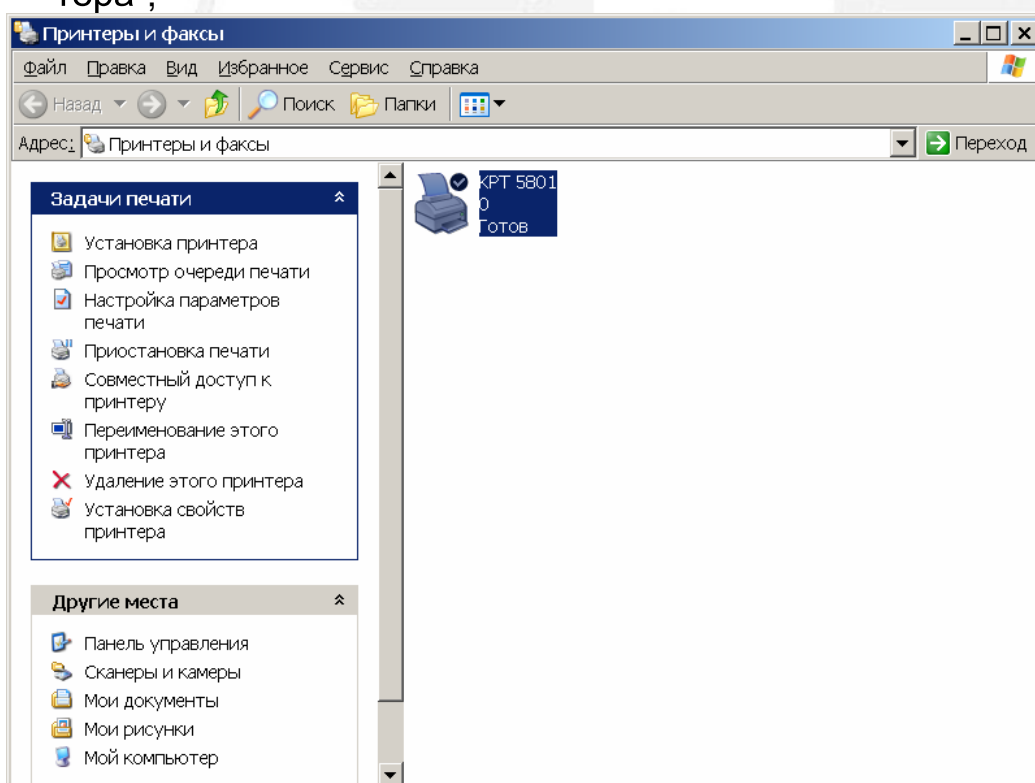 тора";
Принтеры и факсы
Файл Правка Вид Избранное Сервис Справка
Назад Поиск Папки
Адрес: Принтеры и факсы Переход
Задачи печати
Установка принтера
Просмотр очереди печати
Настройка параметров
печати
Приостановка печати
Совместный доступ к
принтеру
Переименование этого
принтера
Удаление этого принтера
Установка свойств
принтера
Другие места
Панель управления
Сканеры и камеры
Мои документы
Мои рисунки
Мой компьютер
КРТ 5801
0
Готов